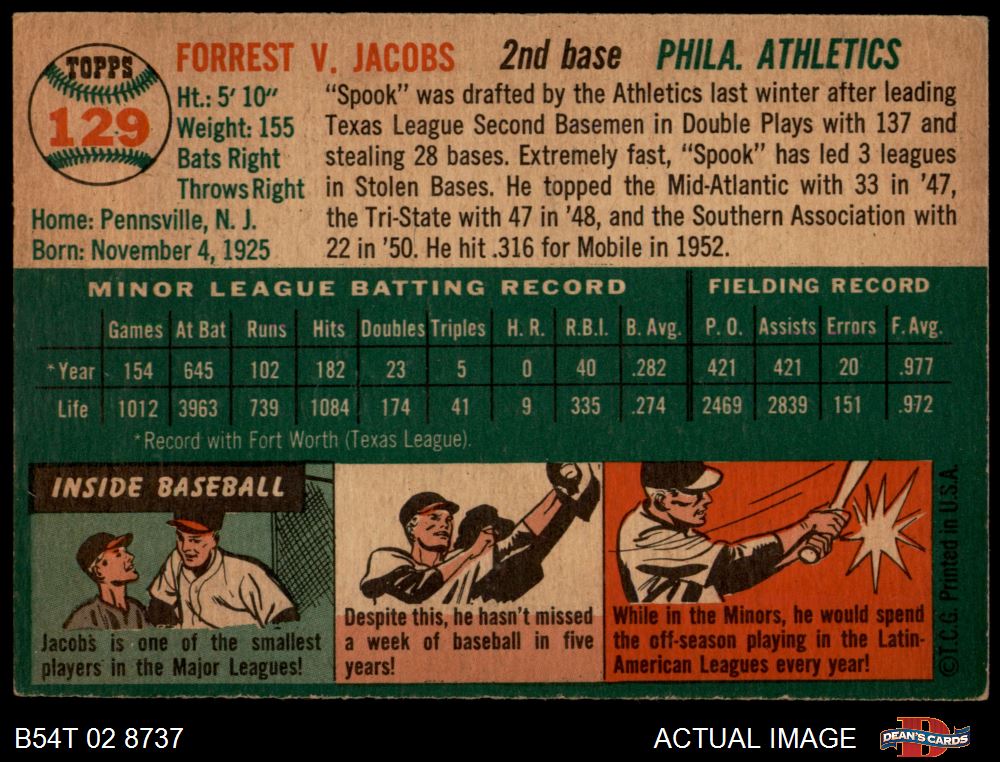 TOPPS
129
FORREST V. JACOBS 2nd base PHILA. ATHLETICS
Ht.: 5' 10"
Weight: 155
Bats Right
Throws Right
Home: Pennsville, N. J.
Born: November 4, 1925
"Spook" was drafted by the Athletics last winter after leading
Texas League Second Basemen in Double Plays with 137 and
stealing 28 bases. Extremely fast, "Spook" has led 3 leagues
in Stolen Bases. He topped the Mid-Atlantic with 33 in '47,
the Tri-State with 47 in '48, and the Southern Association with
22 in '50. He hit .316 for Mobile in 1952.
MINOR LEAGUE BATTING RECORD FIELDING RECORD
Games At Bat Runs Hits Doubles Triples H. R. R.B.I. B. Avg. P. O. Assists Errors F. Avg.
*Year 154 645 102 182 23 5 0 40 .282 421 421 20 .977
Life 1012 3963 739 1084 174 41 9 335 .274 2469 2839 151 .972
*Record with Fort Worth (Texas League).
INSIDE BASEBALL
Jacobs is one of the smallest
players in the Major Leagues!
Despite this, he hasn't missed
a week of baseball in five
years!
While in the Minors, he would spend
the off-season playing in the Latin-
American Leagues every year!
©T.C.G. Printed in U.S.A.
B54T 02 8737
ACTUAL IMAGE
DEAN'S CARDS